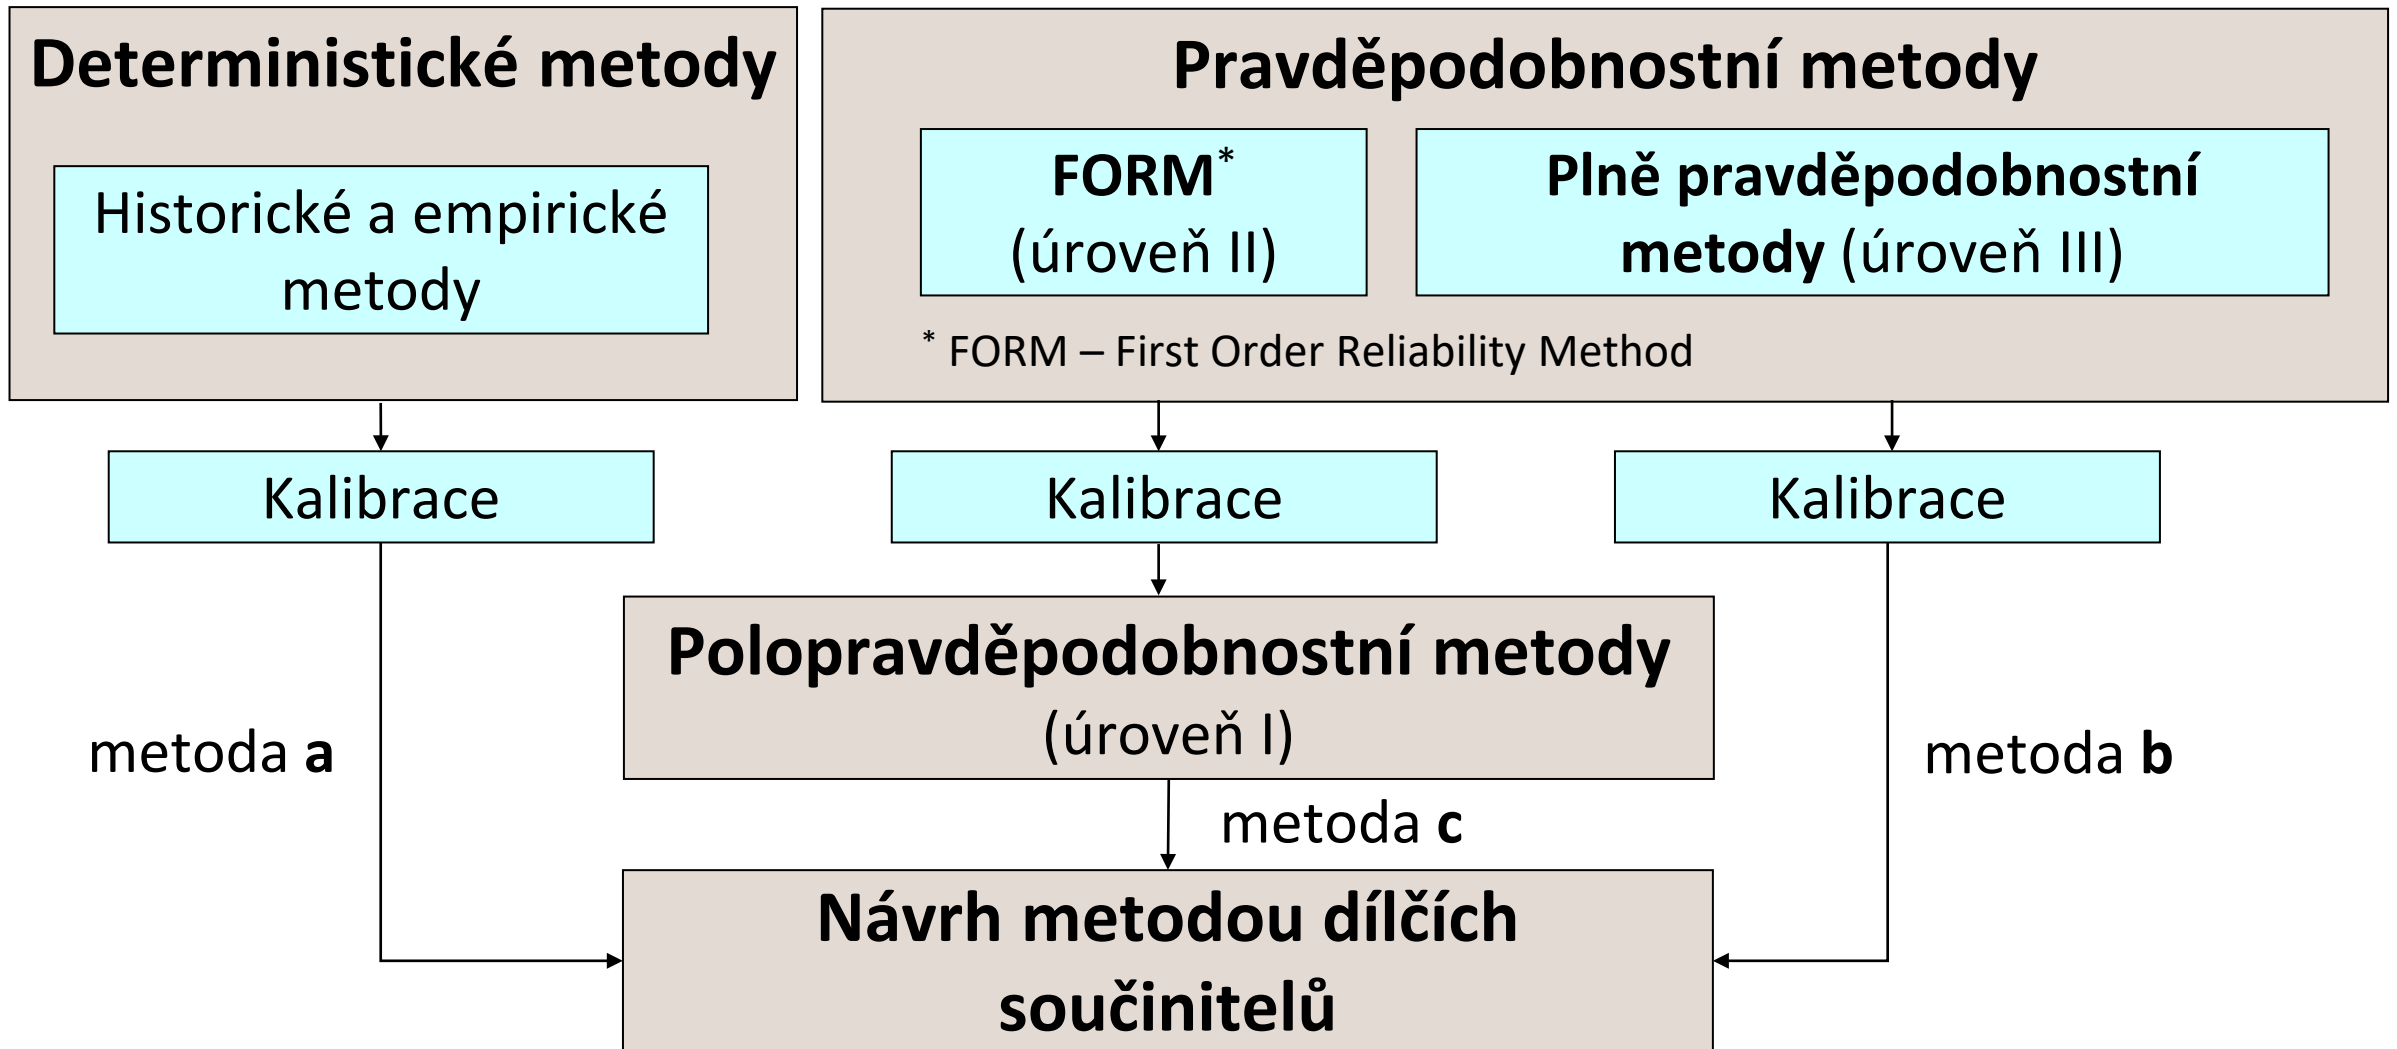 Deterministické metody
Historické a empirické
metody
Pravděpodobnostní metody
FORM*
(úroveň II)
Plně pravděpodobnostní
metody (úroveň III)
* FORM – First Order Reliability Method
Kalibrace
Kalibrace
Kalibrace
Polopravděpodobnostní metody
(úroveň I)
metoda a
metoda b
metoda c
Návrh metodou dílčích
součinitelů